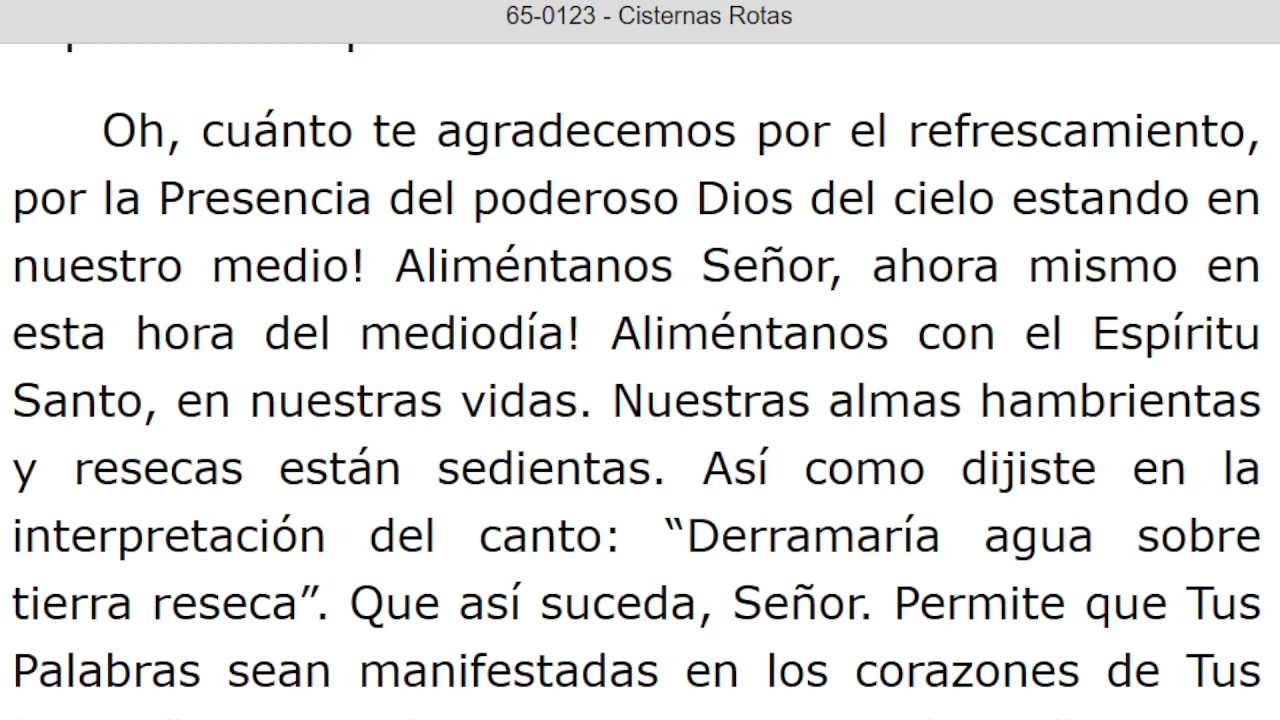 65-0123 - Cisternas Rotas
Oh, cuánto te agradecemos por el refrescamiento,
por la Presencia del poderoso Dios del cielo estando en
nuestro medio! Aliméntanos Señor, ahora mismo en
esta hora del mediodía! Aliméntanos con el Espíritu
Santo, en nuestras vidas. Nuestras almas hambrientas
y resecas están sedientas. Así como dijiste en la
interpretación del canto: “Derramaría agua sobre
tierra reseca”. Que así suceda, Señor. Permite que Tus
Palabras sean manifestadas en los corazones de Tus